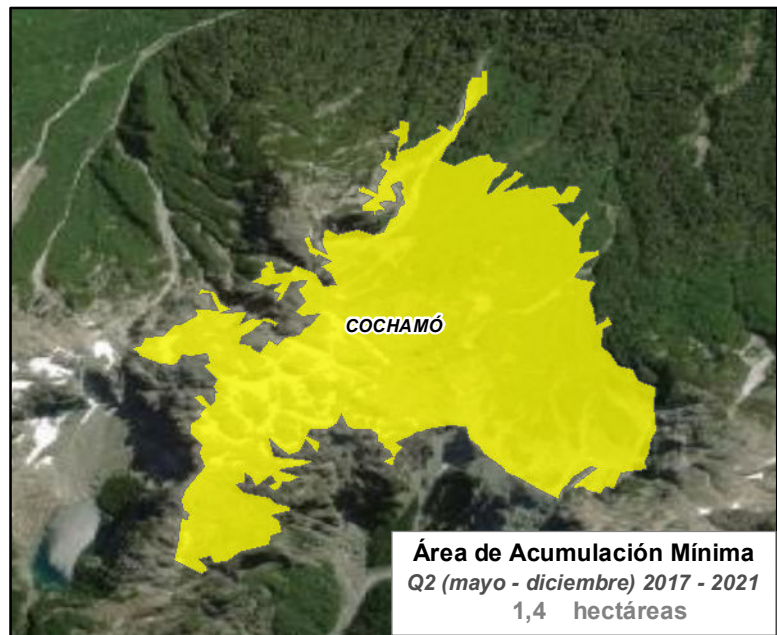 COCHAMÓ
Área de Acumulación Mínima
Q2 (mayo - diciembre) 2017 - 2021
1,4 hectáreas